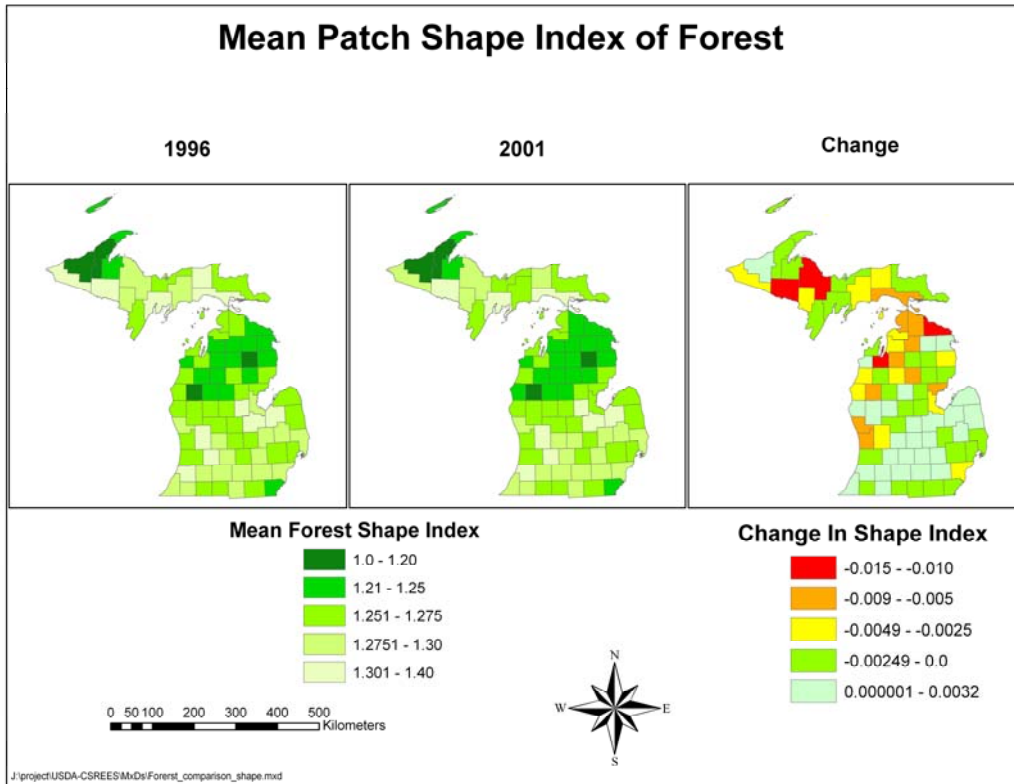 Mean Patch Shape Index of Forest
1996
2001
Change
Mean Forest Shape Index
1.0 - 1.20
1.21 - 1.25
1.251 - 1.275
1.2751 - 1.30
1.301 - 1.40
0 50 100 200 300 400 500
Kilometers
N
W E
S
Change In Shape Index
-0.015 - -0.010
-0.009 - -0.005
-0.0049 - -0.0025
-0.00249 - 0.0
0.000001 - 0.0032
J:\project\USDA-CSREES\MxDs\Forerst_comparison_shape.mxd